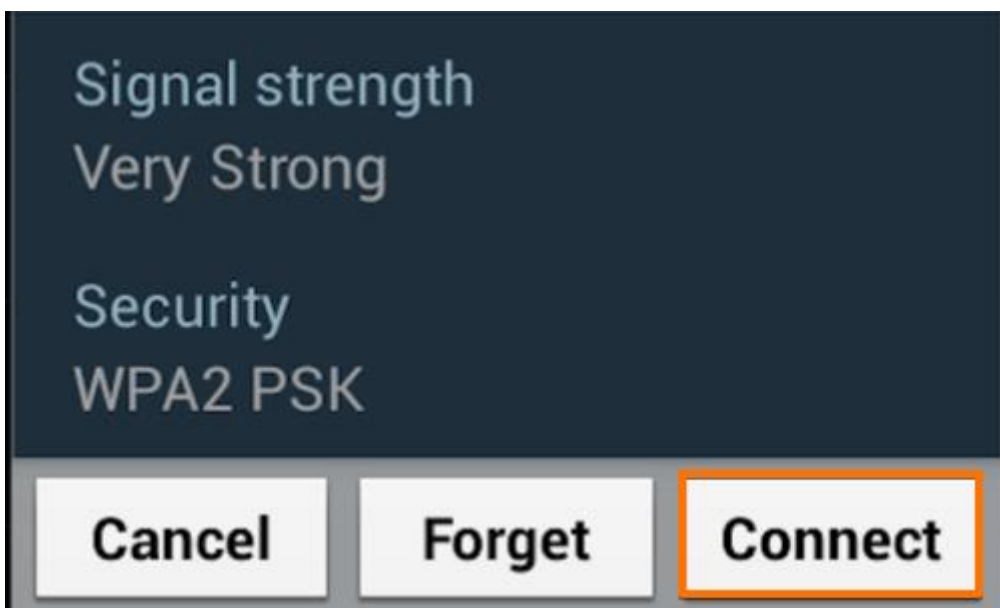 Signal strength
Very Strong
Security
WPA2 PSK
Cancel Forget Connect